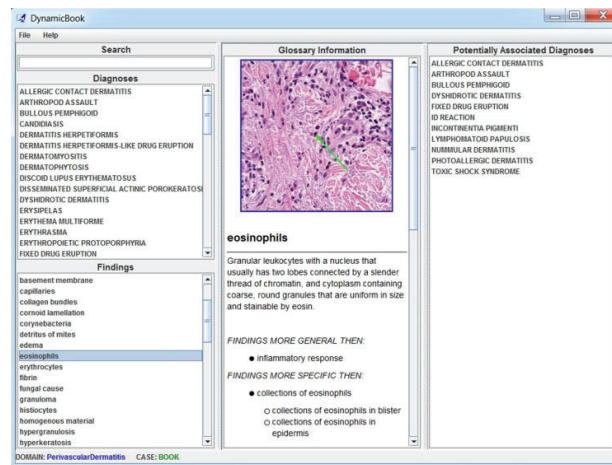 DynamicBook
File Help
Search
Diagnoses
ALLERGIC CONTACT DERMATITIS
ARTHROPOD ASSAULT
BULLOUS PEMPHIGOID
CANDIDIASIS
DERMATITIS HERPETIFORMIS
DERMATITIS HERPETIFORMIS-LIKE DRUG ERUPTION
DERMATOMYOSITIS
DERMATOPHYTOSIS
DISCOID LUPUS ERYTHEMATOSUS
DISSEMINATED SUPERFICIAL ACTINIC POROKERATOSI
DYSHIDROTIC DERMATITIS
ERYSIPELAS
ERYTHEMA MULTIFORME
ERYTHRASMA
ERYTHROPOIETIC PROTOPORPHYRIA
FIXED DRUG ERUPTION
Findings
basement membrane
capillaries
collagen bundles
cornoid lamellation
corynebacteria
detritus of mites
edema
eosinophils
erythrocytes
fibrin
fungal cause
granuloma
histiocytes
homogenous material
hypergranulosis
hyperkeratosis
Glossary Information
eosinophils
Granular leukocytes with a nucleus that
usually has two lobes connected by a slender
thread of chromatin, and cytoplasm containing
coarse, round granules that are uniform in size
and stainable by eosin.
FINDINGS MORE GENERAL THEN:
● inflammatory response
FINDINGS MORE SPECIFIC THEN:
● collections of eosinophils
○ collections of eosinophils in blister
○ collections of eosinophils in
epidermis
Potentially Associated Diagnoses
ALLERGIC CONTACT DERMATITIS
ARTHROPOD ASSAULT
BULLOUS PEMPHIGOID
DYSHIDROTIC DERMATITIS
FIXED DRUG ERUPTION
ID REACTION
INCONTINENTIA PIGMENTI
LYMPHOMATOID PAPULOSIS
NUMMULAR DERMATITIS
PHOTOALLERGIC DERMATITIS
TOXIC SHOCK SYNDROME
DOMAIN: PerivascularDermatitis CASE: BOOK